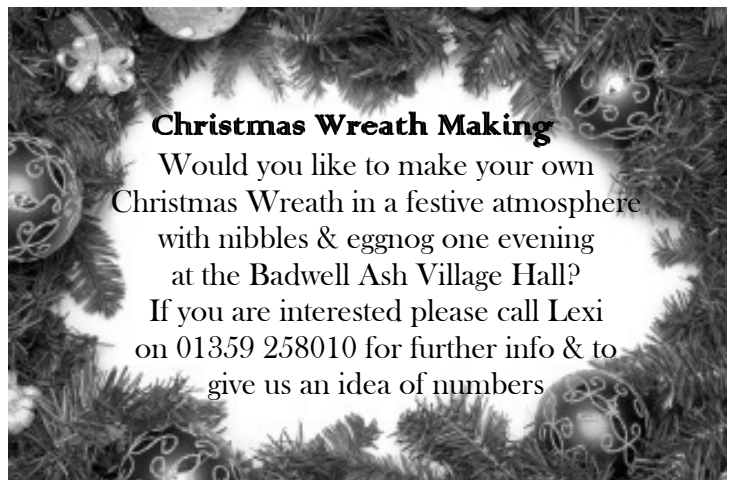 Christmas Wreath Making
Would you like to make your own
Christmas Wreath in a festive atmosphere
with nibbles & eggnog one evening
at the Badwell Ash Village Hall?
If you are interested please call Lexi
on 01359 258010 for further info & to
give us an idea of numbers